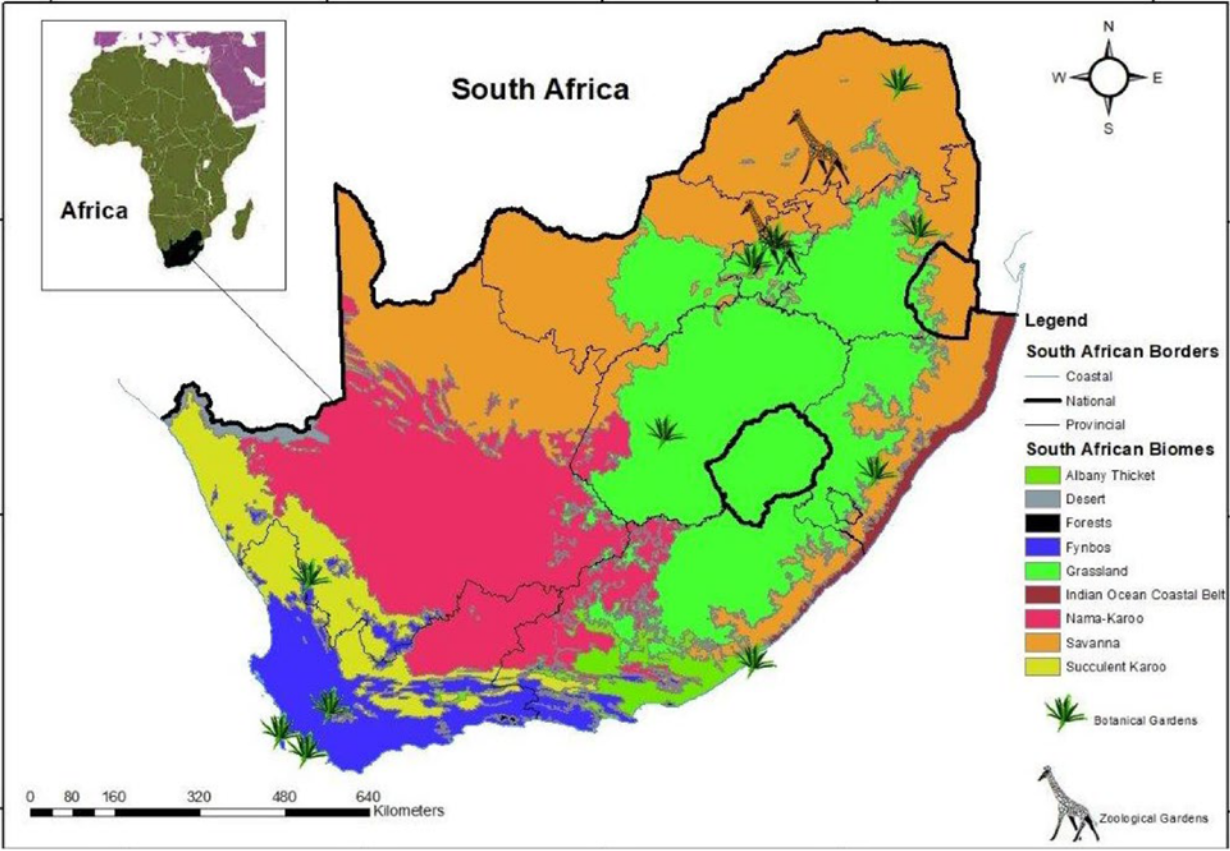 South Africa
Africa
N
W
E
S
Legend
South African Borders
Coastal
National
Provincial
South African Biomes
Albany Thicket
Desert
Forests
Fynbos
Grassland
Indian Ocean Coastal Belt
Nama-Karoo
Savanna
Succulent Karoo
Botanical Gardens
Zoological Gardens
0 80 160 320 480 640
Kilometers